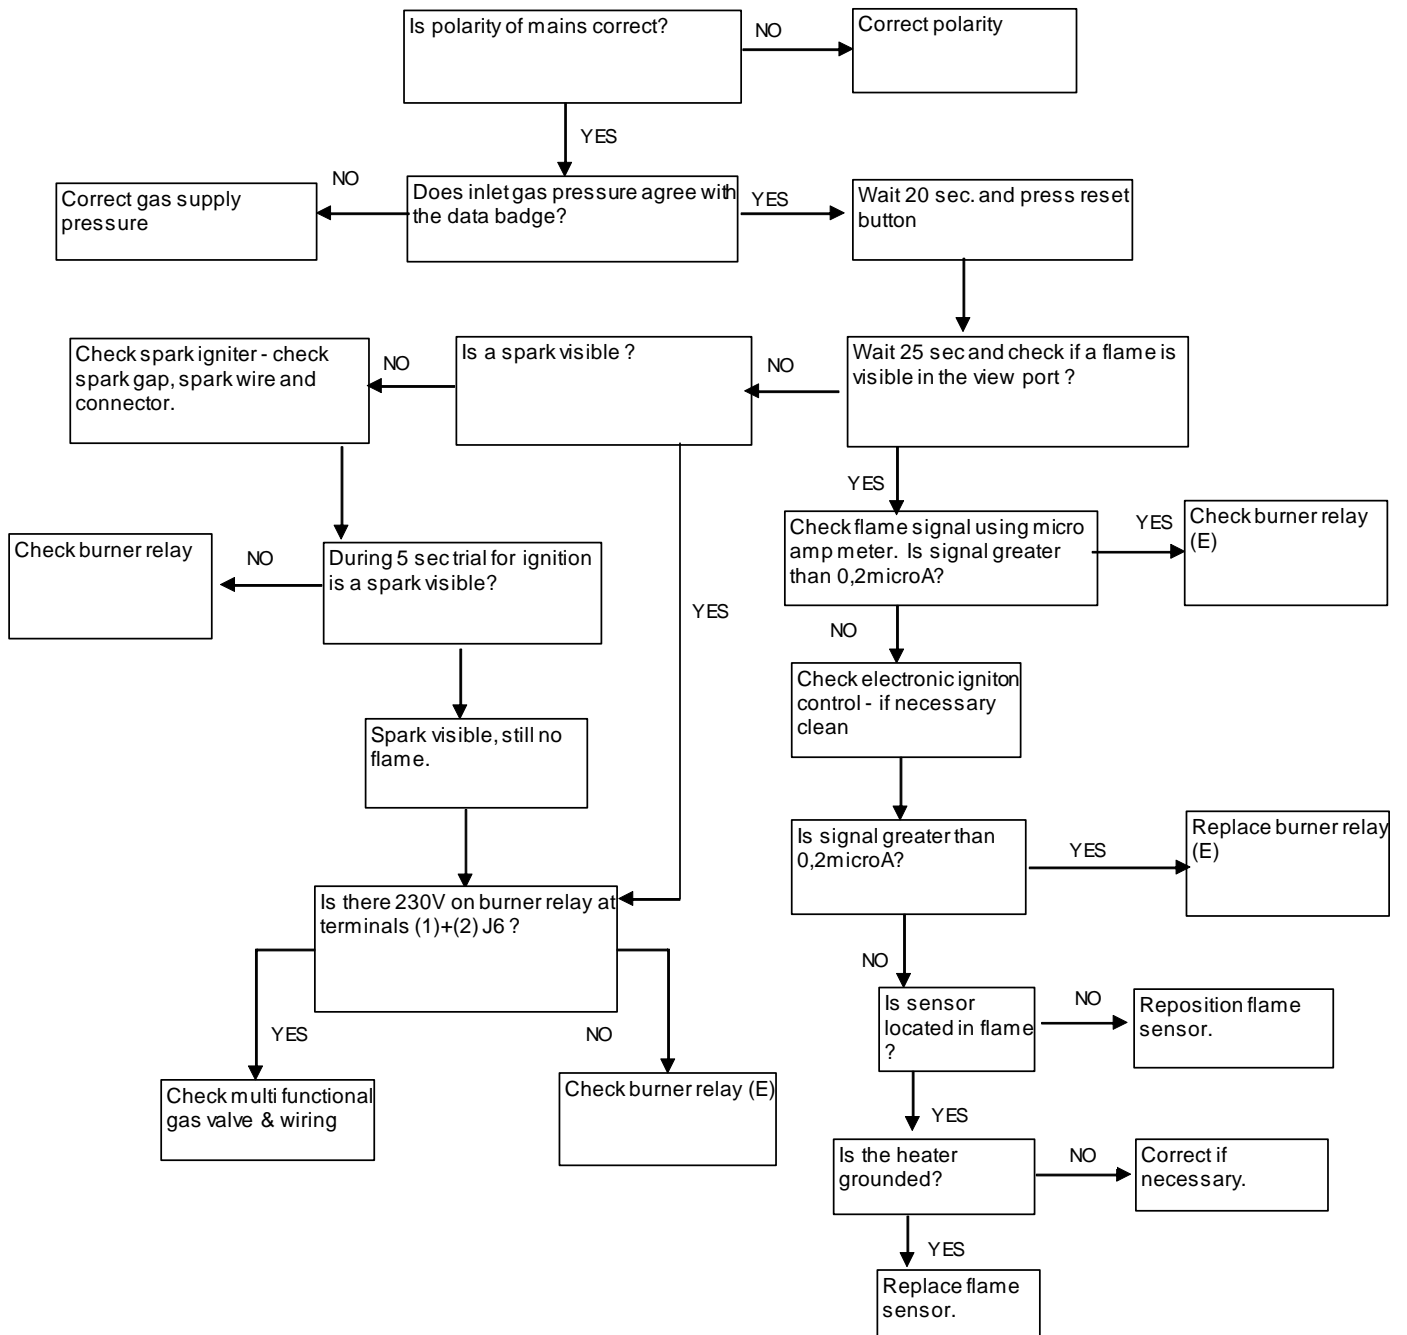 Is polarity of mains correct?
NO
Correct polarity
YES
NO
Correct gas supply
pressure
Does inlet gas pressure agree with
the data badge?
YES
Wait 20 sec. and press reset
button
Check spark igniter - check
spark gap, spark wire and
connector.
NO
Is a spark visible ?
NO
Wait 25 sec and check if a flame is
visible in the view port ?
YES
Check flame signal using micro
amp meter. Is signal greater
than 0,2microA?
YES
Check burner relay
(E)
Check burner relay
NO
During 5 sec trial for ignition
is a spark visible?
YES
NO
Check electronic igniton
control - if necessary
clean
Spark visible, still no
flame.
Is signal greater than
0,2microA?
YES
Replace burner relay
(E)
Is there 230V on burner relay at
terminals (1)+(2) J6 ?
NO
Is sensor
located in flame
?
NO
Reposition flame
sensor.
YES
NO
Check multi functional
gas valve & wiring
Check burner relay (E)
YES
Is the heater
grounded?
NO
Correct if
necessary.
YES
Replace flame
sensor.